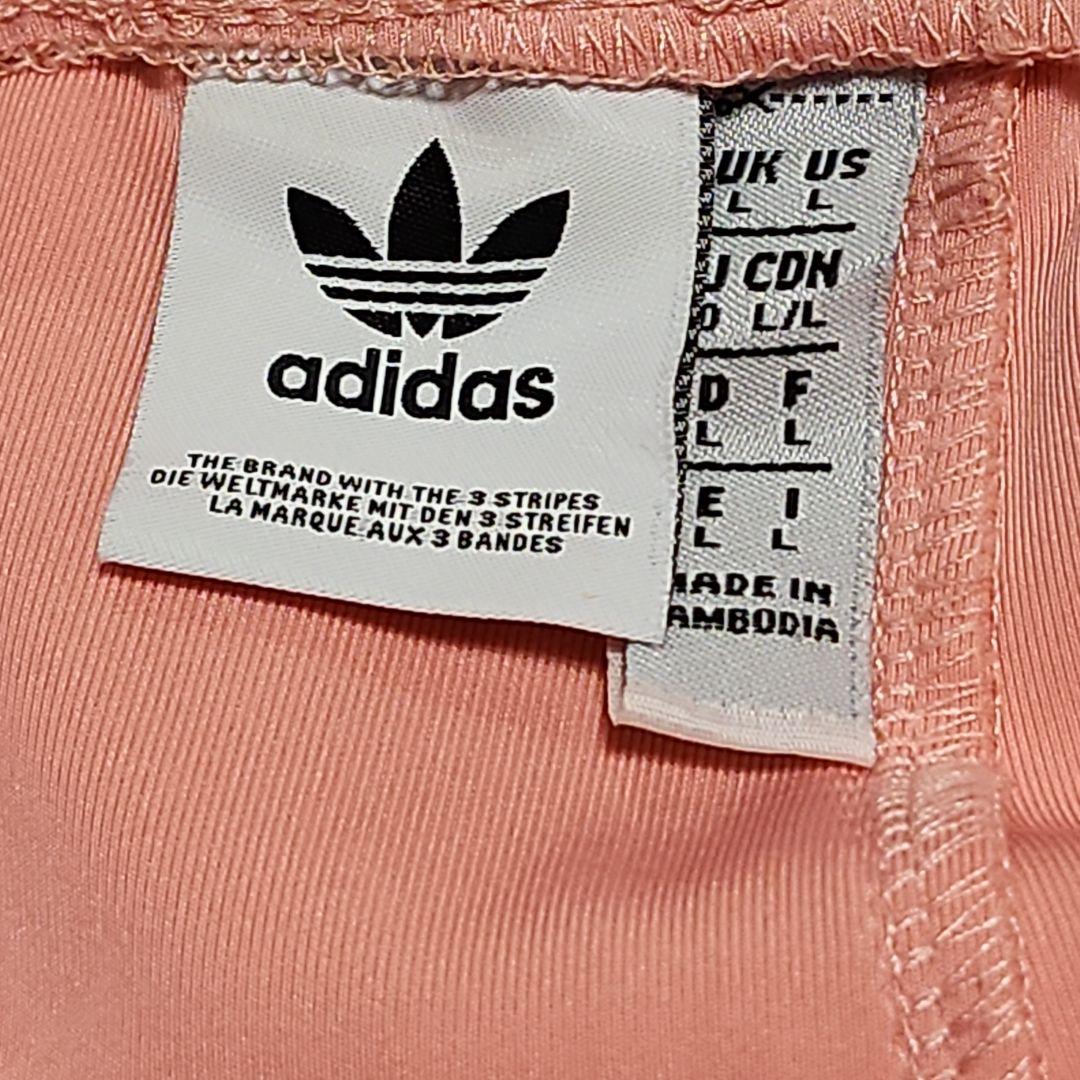 adidas
THE BRAND WITH THE 3 STRIPES
DIE WELTMARKE MIT DEN 3 STREIFEN
LA MARQUE AUX 3 BANDES
UK US
L L
J CDN
O L/L
D F
L L
E I
L L
MADE IN
CAMBODIA